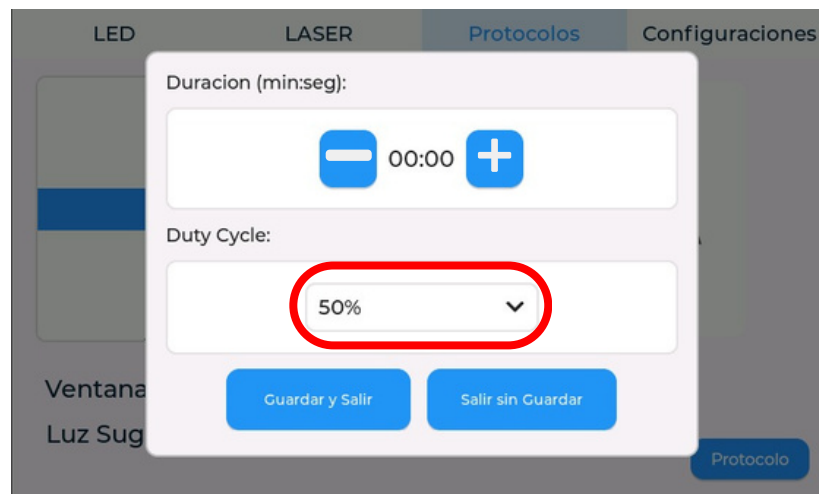 LED LASER Protocolos Configuraciones
Duracion (min:seg):
00:00
Duty Cycle:
50%
Guardar y Salir Salir sin Guardar
Ventana
Luz Sug
Protocolo